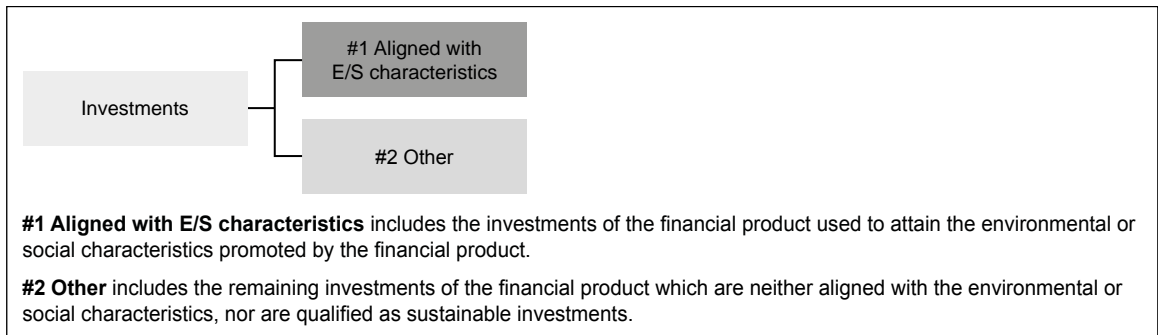 #1 Aligned with
E/S characteristics
Investments
#2 Other
#1 Aligned with E/S characteristics includes the investments of the financial product used to attain the environmental or
social characteristics promoted by the financial product.
#2 Other includes the remaining investments of the financial product which are neither aligned with the environmental or
social characteristics, nor are qualified as sustainable investments.